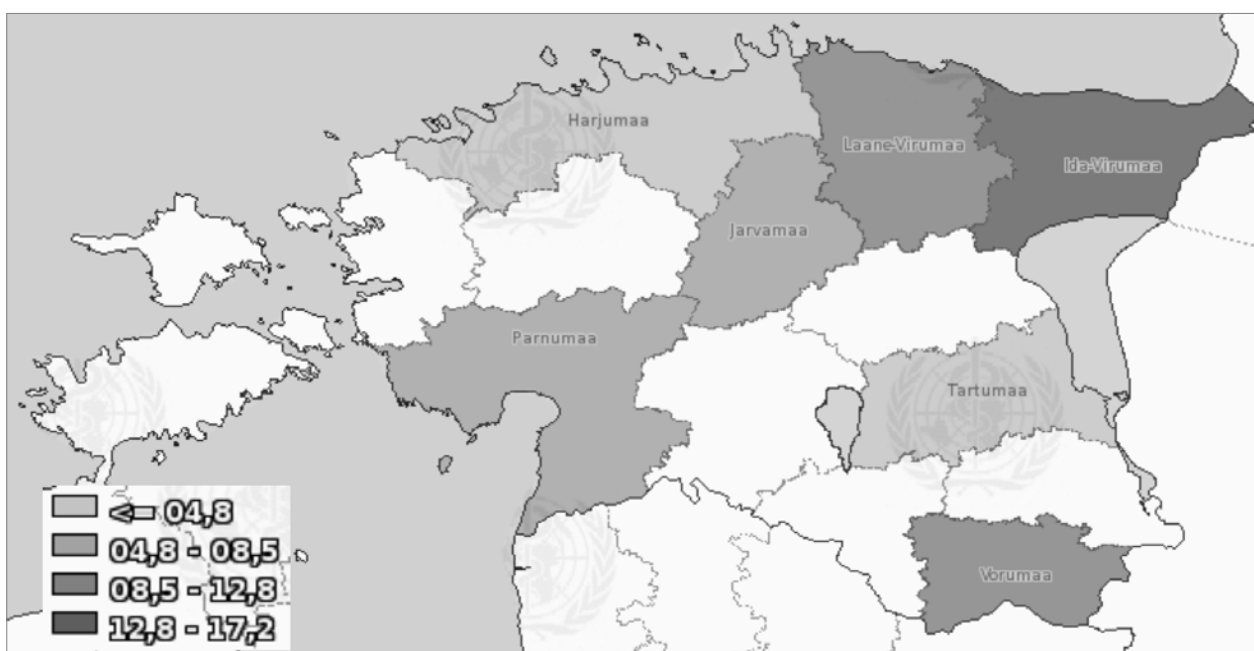 Harjumaa
Laane-Virumaa
Ida-Virumaa
Jarvamaa
Parnumaa
Tartumaa
Vorumaa
<= 04,8
04,8 - 08,5
08,5 - 12,8
12,8 - 17,2